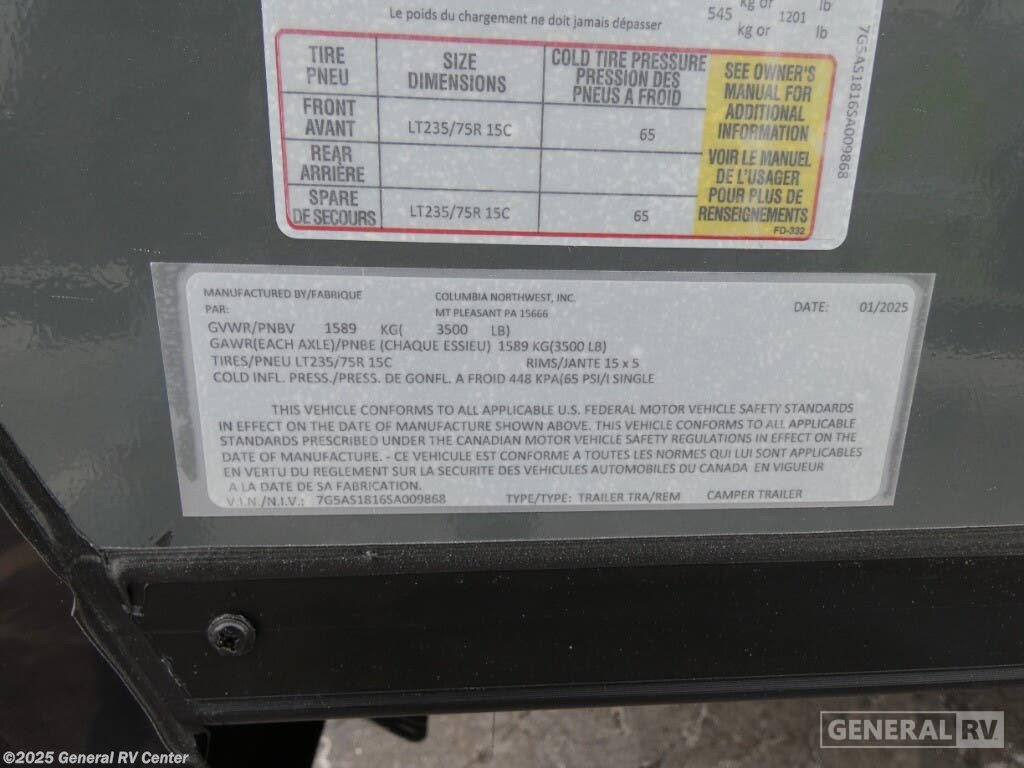 kg or lb
Le poids du chargement ne doit jamais dépasser 545 kg or 1201 lb
7G5AS1816SA009868
TIRE PNEU
SIZE DIMENSIONS
COLD TIRE PRESSURE PRESSION DES PNEUS A FROID
SEE OWNER'S MANUAL FOR ADDITIONAL INFORMATION
FRONT AVANT LT235/75R 15C 65
REAR ARRIÈRE
VOIR LE MANUEL DE L'USAGER POUR PLUS DE RENSEIGNEMENTS
SPARE DE SECOURS LT235/75R 15C 65
FD-332
MANUFACTURED BY/FABRIQUE COLUMBIA NORTHWEST, INC. DATE: 01/2025
PAR: MT PLEASANT PA 15666
GVWR/PNBV 1589 KG( 3500 LB)
GAWR(EACH AXLE)/PNBE (CHAQUE ESSIEU) 1589 KG(3500 LB)
TIRES/PNEU LT235/75R 15C RIMS/JANTE 15 x 5
COLD INFL. PRESS./PRESS. DE GONFL. A FROID 448 KPA(65 PSI/I SINGLE
THIS VEHICLE CONFORMS TO ALL APPLICABLE U.S. FEDERAL MOTOR VEHICLE SAFETY STANDARDS
IN EFFECT ON THE DATE OF MANUFACTURE SHOWN ABOVE. THIS VEHICLE CONFORMS TO ALL APPLICABLE
STANDARDS PRESCRIBED UNDER THE CANADIAN MOTOR VEHICLE SAFETY REGULATIONS IN EFFECT ON THE
DATE OF MANUFACTURE. - CE VEHICULE EST CONFORME A TOUTES LES NORMES QUI LUI SONT APPLICABLES
EN VERTU DU REGLEMENT SUR LA SECURITE DES VEHICULES AUTOMOBILES DU CANADA EN VIGUEUR
A LA DATE DE SA FABRICATION.
V.I.N./N.I.V.: 7G5AS1816SA009868 TYPE/TYPE: TRAILER TRA/REM CAMPER TRAILER
GENERAL RV
©2025 General RV Center